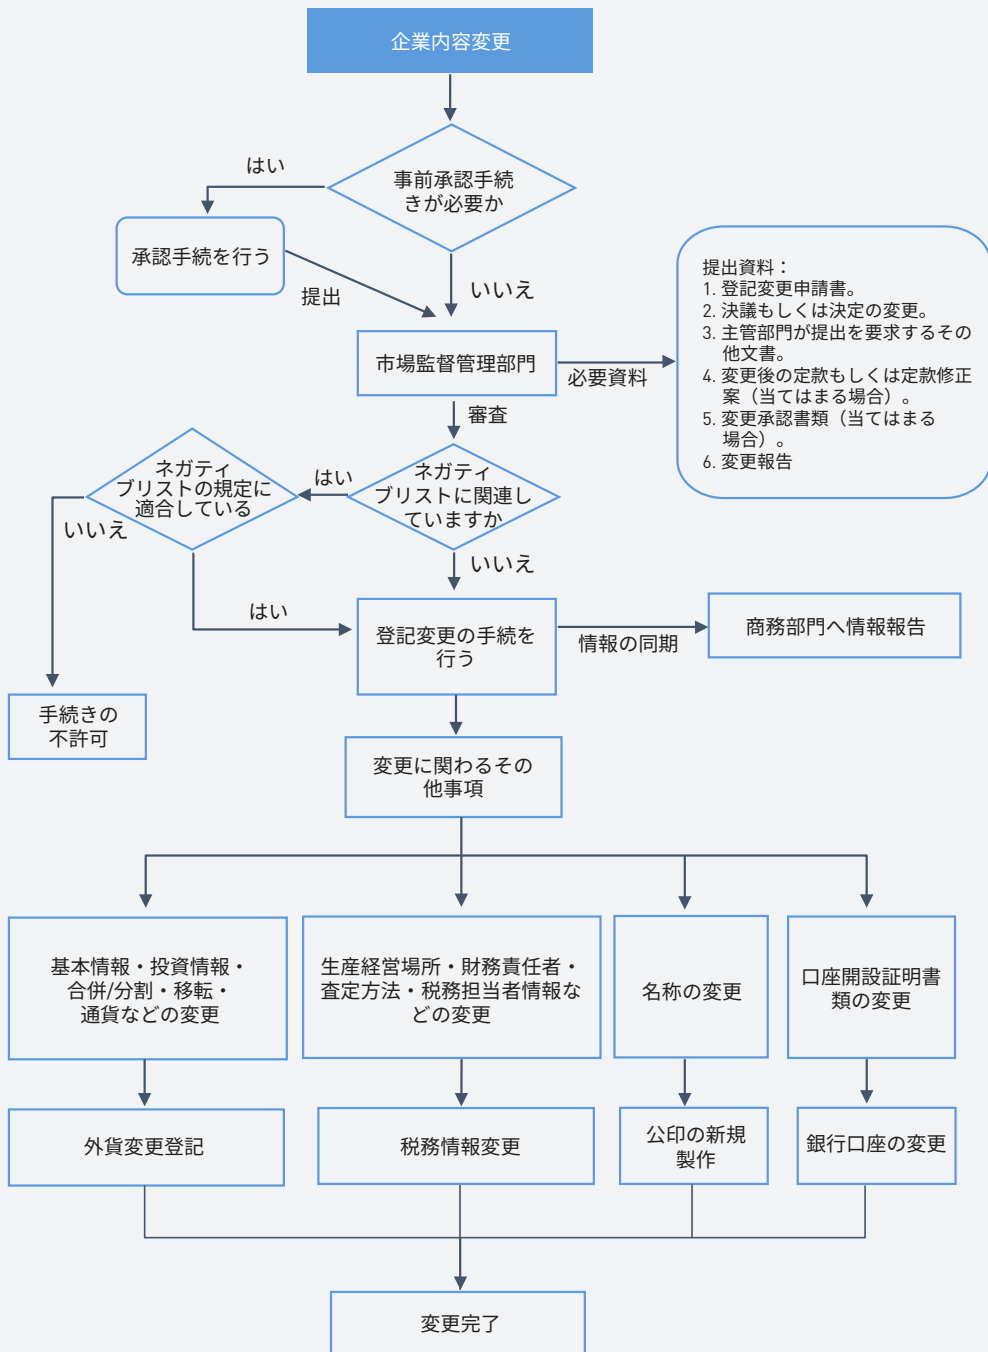 企業内容変更
事前承認手続
きが必要か
はい
承認手続を行う
提出
いいえ
市場監督管理部門
必要資料
提出資料：
1. 登記変更申請書。
2. 決議もしくは決定の変更。
3. 主管部門が提出を要求するその
他文書。
4. 変更後の定款もしくは定款修正
案（当てはまる場合）。
5. 変更承認書類（当てはまる
場合）。
6. 変更報告
審査
ネガティ
ブリストに関連し
ていますか
はい
ネガティ
ブリストの規定に
適合している
いいえ
いいえ
はい
登記変更の手続を
行う
情報の同期
商務部門へ情報報告
手続きの
不許可
変更に関わるその
他事項
基本情報・投資情報・
合併/分割・移転・
通貨などの変更
生産経営場所・財務責任者・
査定方法・税務担当者情報な
どの変更
名称の変更
口座開設証明書
類の変更
外貨変更登記
税務情報変更
公印の新規
製作
銀行口座の変更
変更完了